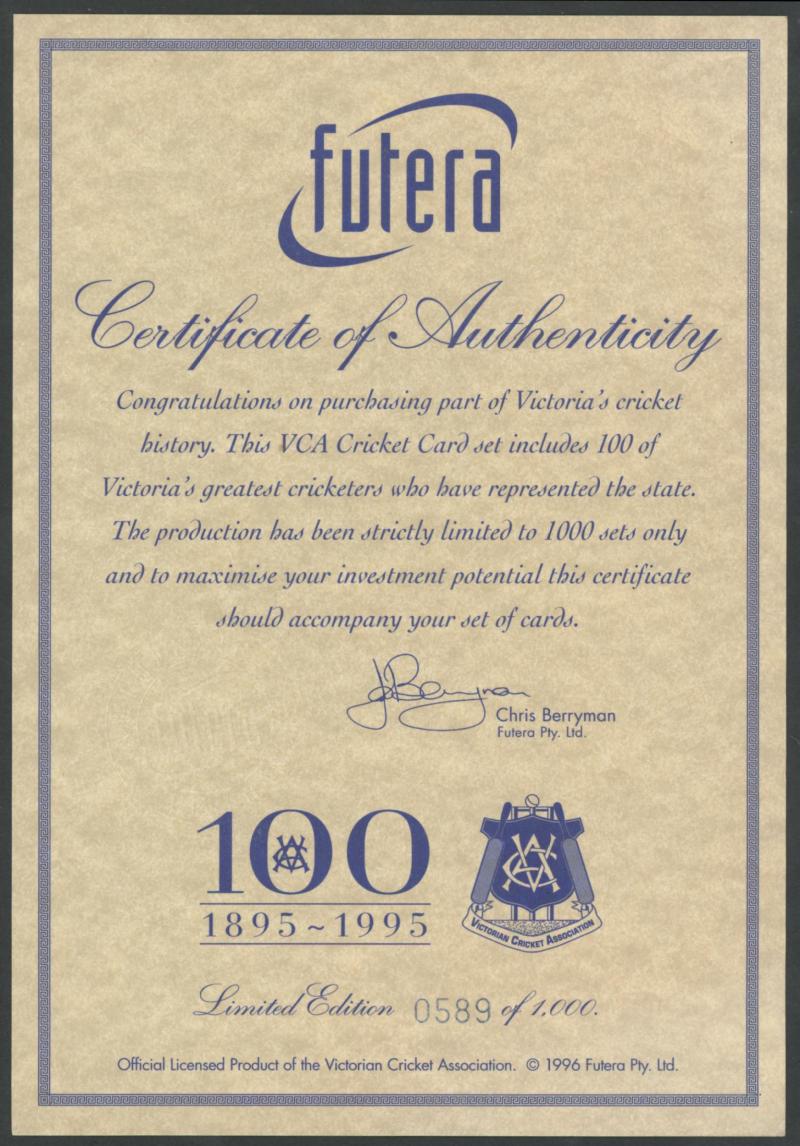 futera
Certificate of Authenticity
Congratulations on purchasing part of Victoria's cricket
history. This VCA Cricket Card set includes 100 of
Victoria's greatest cricketers who have represented the state.
The production has been strictly limited to 1000 sets only
and to maximise your investment potential this certificate
should accompany your set of cards.
Chris Berryman
Futera Pty. Ltd.
100
1895~1995
VCA
VICTORIAN CRICKET ASSOCIATION
Limited Edition 0589 of 1,000.
Official Licensed Product of the Victorian Cricket Association. © 1996 Futera Pty. Ltd.